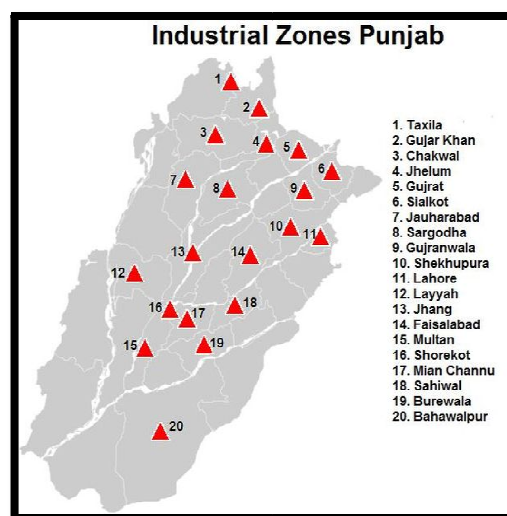 Industrial Zones Punjab
1
2
3
4
5
6
7
8
9
10
11
12
13
14
15
16
17
18
19
20
1. Taxila
2. Gujar Khan
3. Chakwal
4. Jhelum
5. Gujrat
6. Sialkot
7. Jauharabad
8. Sargodha
9. Gujranwala
10. Shekhupura
11. Lahore
12. Layyah
13. Jhang
14. Faisalabad
15. Multan
16. Shorekot
17. Mian Channu
18. Sahiwal
19. Burewala
20. Bahawalpur